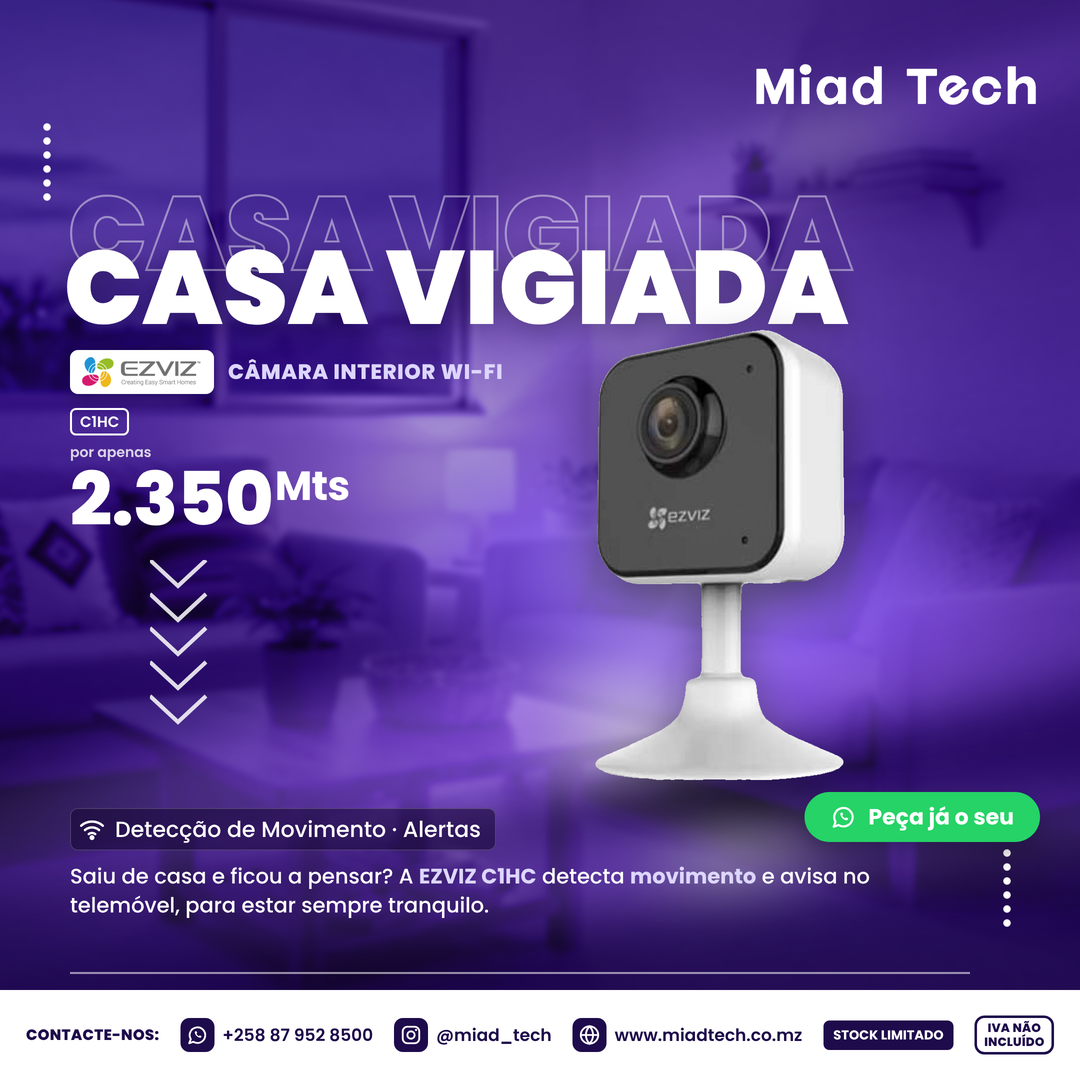 Miad Tech
CASA VIGIADA
CASA VIGIADA
EZVIZ™
Creating Easy Smart Homes
CÂMARA INTERIOR WI-FI
C1HC
por apenas
2.350Mts
ezviz
Peça já o seu
Detecção de Movimento · Alertas
Saiu de casa e ficou a pensar? A EZVIZ C1HC detecta movimento e avisa no
telemóvel, para estar sempre tranquilo.
CONTACTE-NOS: +258 87 952 8500 @miad_tech www.miadtech.co.mz STOCK LIMITADO
IVA NÃO
INCLUÍDO